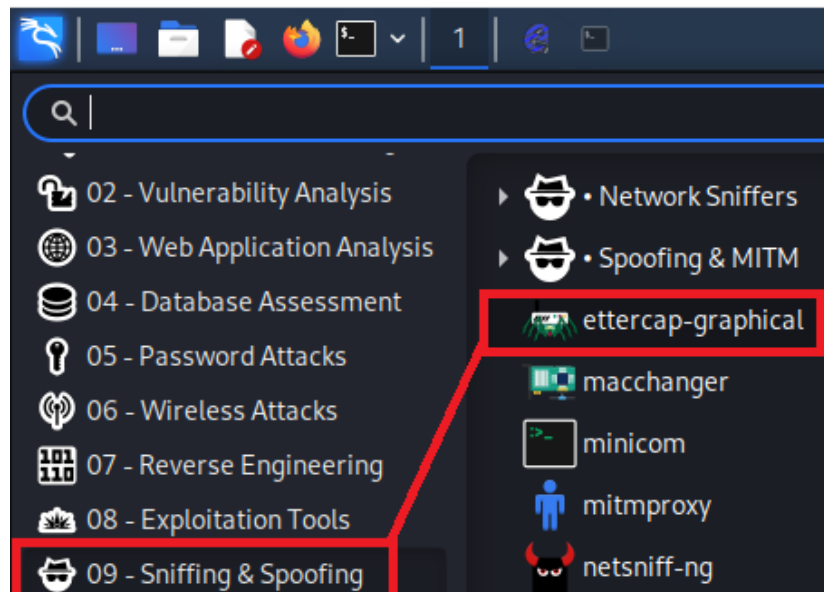 1
02 - Vulnerability Analysis
03 - Web Application Analysis
04 - Database Assessment
05 - Password Attacks
06 - Wireless Attacks
07 - Reverse Engineering
08 - Exploitation Tools
09 - Sniffing & Spoofing
• Network Sniffers
• Spoofing & MITM
ettercap-graphical
macchanger
minicom
mitmproxy
netsniff-ng